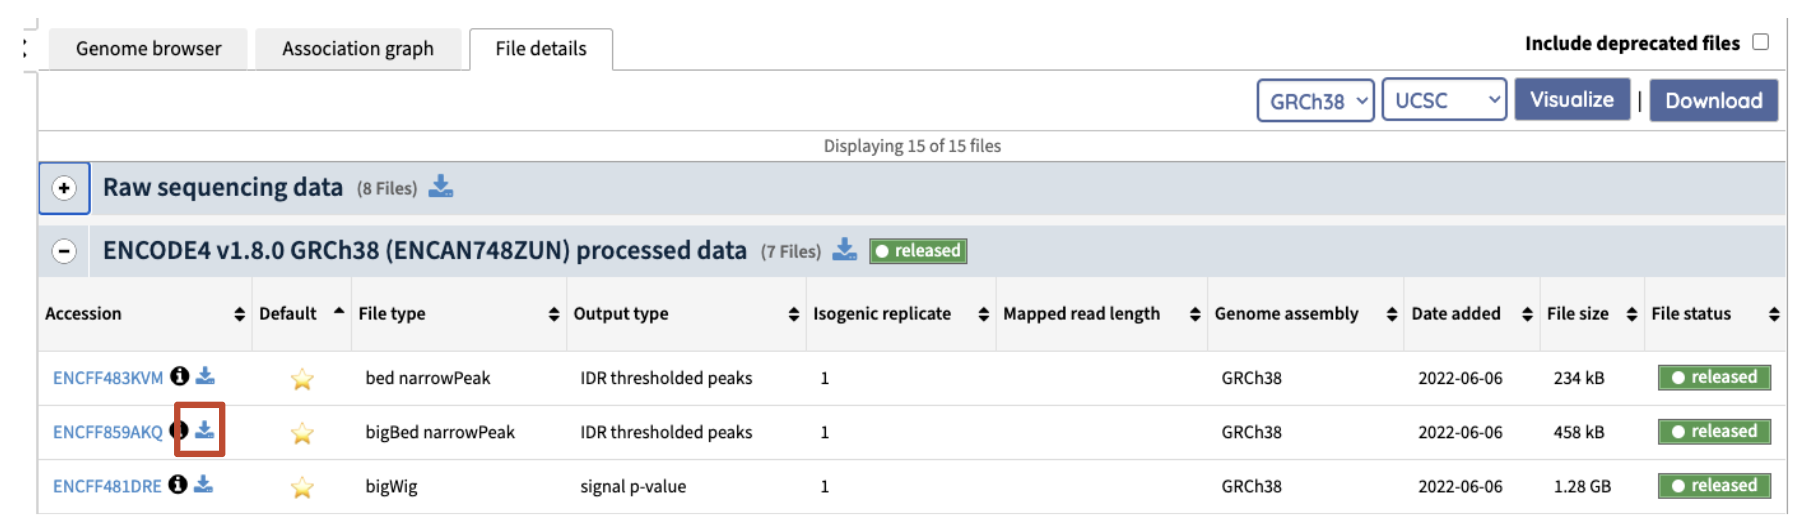 Genome browser Association graph File details Include deprecated files
GRCh38 UCSC Visualize | Download
Displaying 15 of 15 files
Raw sequencing data (8 Files)
ENCODE4 v1.8.0 GRCh38 (ENCAN748ZUN) processed data (7 Files) released
Accession Default File type Output type Isogenic replicate Mapped read length Genome assembly Date added File size File status
ENCFF483KVM bed narrowPeak IDR thresholded peaks 1 GRCh38 2022-06-06 234 kB released
ENCFF859AKQ bigBed narrowPeak IDR thresholded peaks 1 GRCh38 2022-06-06 458 kB released
ENCFF481DRE bigWig signal p-value 1 GRCh38 2022-06-06 1.28 GB released